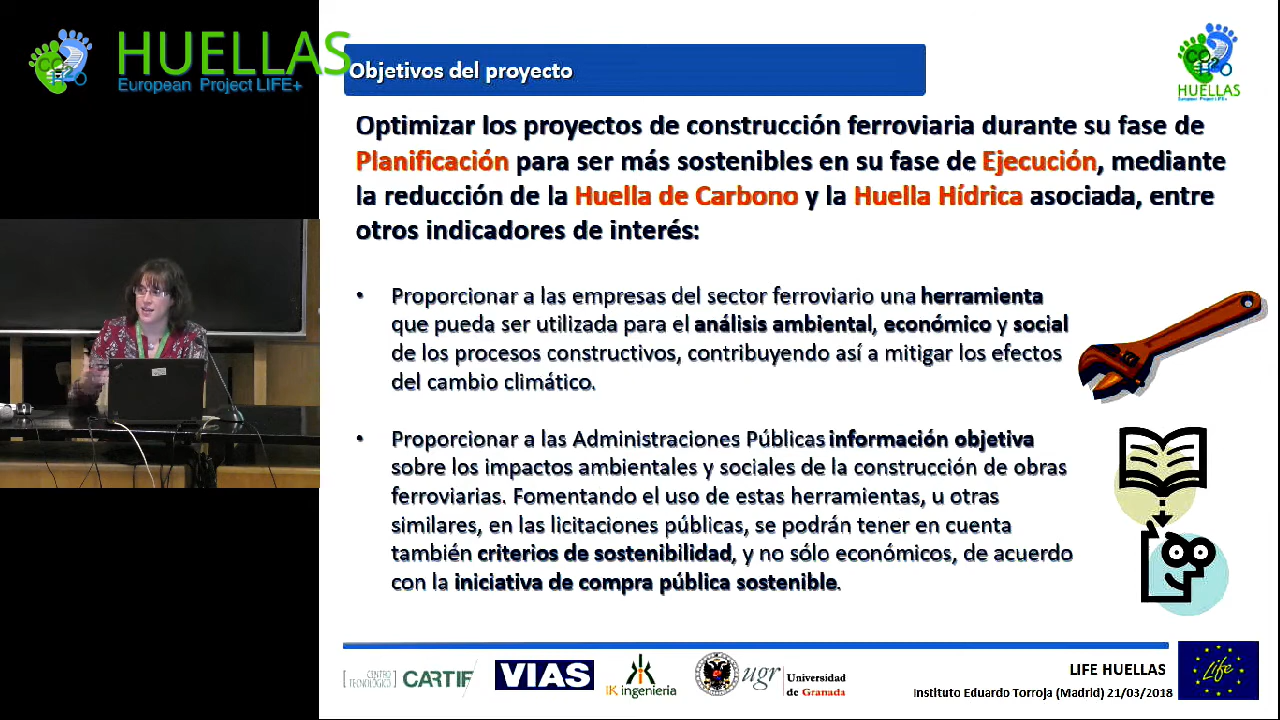 HUELLAS
European Project LIFE+
Objetivos del proyecto
HUELLAS
European Project LIFE+
Optimizar los proyectos de construcción ferroviaria durante su fase de
Planificación para ser más sostenibles en su fase de Ejecución, mediante
la reducción de la Huella de Carbono y la Huella Hídrica asociada, entre
otros indicadores de interés:
• Proporcionar a las empresas del sector ferroviario una herramienta
que pueda ser utilizada para el análisis ambiental, económico y social
de los procesos constructivos, contribuyendo así a mitigar los efectos
del cambio climático.
• Proporcionar a las Administraciones Públicas información objetiva
sobre los impactos ambientales y sociales de la construcción de obras
ferroviarias. Fomentando el uso de estas herramientas, u otras
similares, en las licitaciones públicas, se podrán tener en cuenta
también criterios de sostenibilidad, y no sólo económicos, de acuerdo
con la iniciativa de compra pública sostenible.
CENTRO
TECNOLÓGICO
CARTIF
VIAS
IK ingenieria
ugr
Universidad
de Granada
LIFE HUELLAS
Instituto Eduardo Torroja (Madrid) 21/03/2018
Life